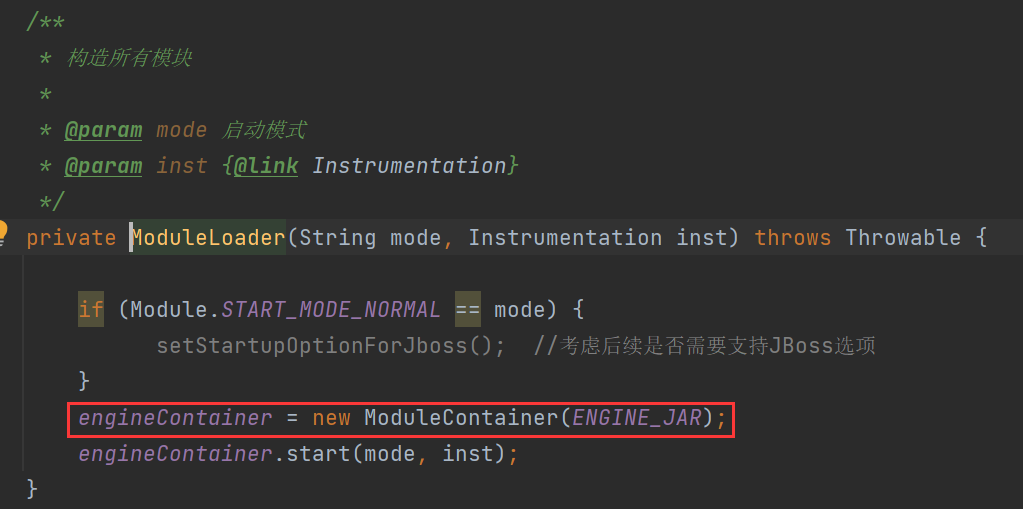 /**
* 构造所有模块
*
* @param mode 启动模式
* @param inst {@link Instrumentation}
*/
private ModuleLoader(String mode, Instrumentation inst) throws Throwable {
if (Module.START_MODE_NORMAL == mode) {
setStartupOptionForJboss(); //考虑后续是否需要支持JBoss选项
}
engineContainer = new ModuleContainer(ENGINE_JAR);
engineContainer.start(mode, inst);
}